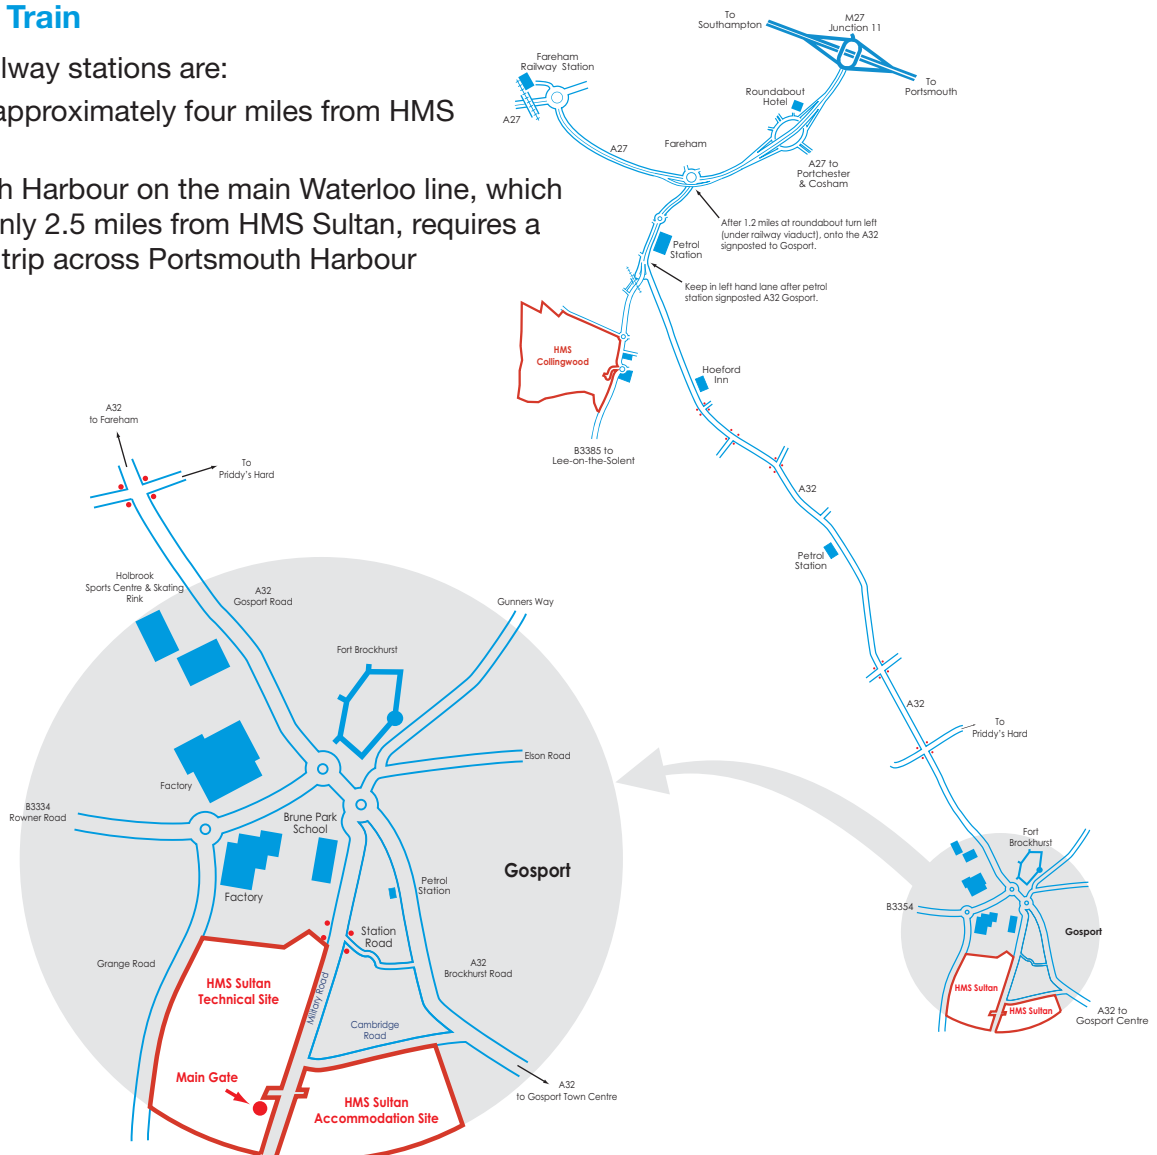 Train
lway stations are:
approximately four miles from HMS
h Harbour on the main Waterloo line, which
nly 2.5 miles from HMS Sultan, requires a
trip across Portsmouth Harbour
To
Southampton
M27
Junction 11
To
Portsmouth
Fareham
Railway Station
A27
A27
Fareham
Roundabout
Hotel
A27 to
Portchester
& Cosham
After 1.2 miles at roundabout turn left
(under railway viaduct), onto the A32
signposted to Gosport.
Petrol
Station
Keep in left hand lane after petrol
station signposted A32 Gosport.
HMS
Collingwood
Hoeford
Inn
B3385 to
Lee-on-the-Solent
A32
Petrol
Station
A32
To
Priddy's Hard
Fort
Brockhurst
B3354
Gosport
HMS Sultan
HMS Sultan
A32 to
Gosport Centre
A32
to Fareham
To
Priddy's Hard
Holbrook
Sports Centre & Skating
Rink
A32
Gosport Road
Gunners Way
Fort Brockhurst
Elson Road
Factory
B3334
Rowner Road
Brune Park
School
Gosport
Factory
Petrol
Station
Station
Road
Grange Road
A32
Brockhurst Road
HMS Sultan
Technical Site
Military Road
Cambridge
Road
Main Gate
HMS Sultan
Accommodation Site
A32
to Gosport Town Centre